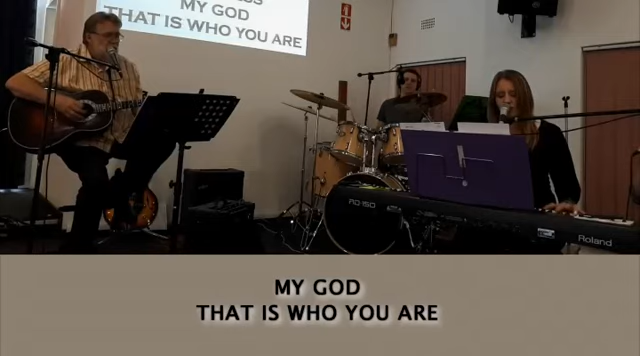 MY GOD
THAT IS WHO YOU ARE
RD 150
Roland
MY GOD
THAT IS WHO YOU ARE